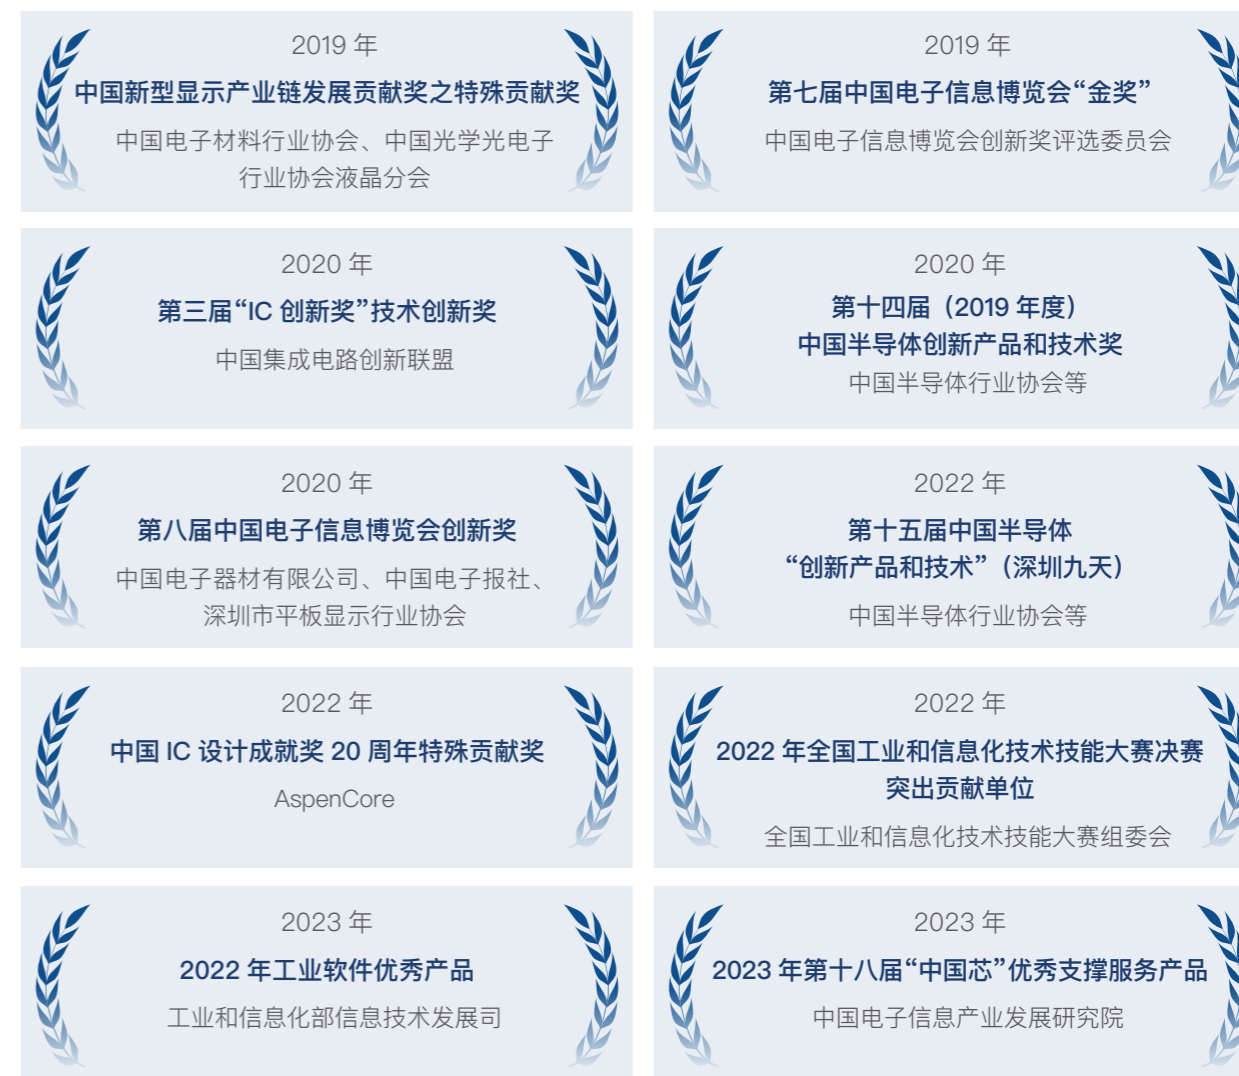 2019 年
中国新型显示产业链发展贡献奖之特殊贡献奖
中国电子材料行业协会、中国光学光电子
行业协会液晶分会
2019 年
第七届中国电子信息博览会“金奖”
中国电子信息博览会创新奖评选委员会
2020 年
第三届“IC 创新奖”技术创新奖
中国集成电路创新联盟
2020 年
第十四届（2019 年度）
中国半导体创新产品和技术奖
中国半导体行业协会等
2020 年
第八届中国电子信息博览会创新奖
中国电子器材有限公司、中国电子报社、
深圳市平板显示行业协会
2022 年
第十五届中国半导体
“创新产品和技术”（深圳九天）
中国半导体行业协会等
2022 年
中国 IC 设计成就奖 20 周年特殊贡献奖
AspenCore
2022 年
2022 年全国工业和信息化技术技能大赛决赛
突出贡献单位
全国工业和信息化技术技能大赛组委会
2023 年
2022 年工业软件优秀产品
工业和信息化部信息技术发展司
2023 年
2023 年第十八届“中国芯”优秀支撑服务产品
中国电子信息产业发展研究院